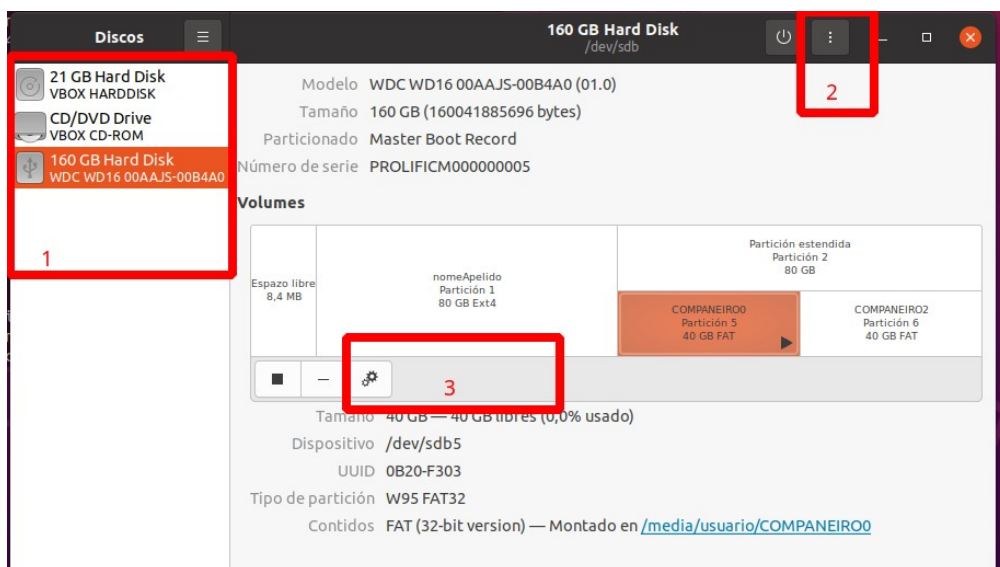 Discos
160 GB Hard Disk
/dev/sdb
21 GB Hard Disk
VBOX HARDDISK
CD/DVD Drive
VBOX CD-ROM
160 GB Hard Disk
WDC WD16 00AAJS-00B4A0
1
2
Modelo WDC WD16 00AAJS-00B4A0 (01.0)
Tamaño 160 GB (160041885696 bytes)
Particionado Master Boot Record
Número de serie PROLIFICM000000005
Volumes
Espazo libre
8,4 MB
nomeApelido
Partición 1
80 GB Ext4
Partición estendida
Partición 2
80 GB
COMPANEIRO0
Partición 5
40 GB FAT
COMPANEIRO2
Partición 6
40 GB FAT
3
Tamaño 40 GB — 40 GB libres (0,0% usado)
Dispositivo /dev/sdb5
UUID 0B20-F303
Tipo de partición W95 FAT32
Contidos FAT (32-bit version) — Montado en /media/usuario/COMPANEIRO0